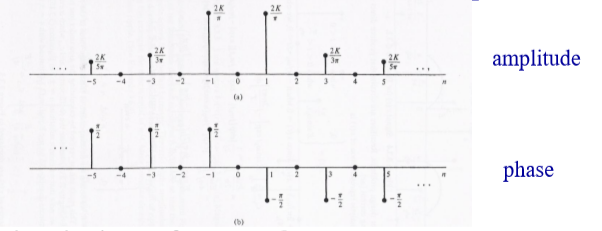 2K/π 2K/π
2K/5π 2K/3π 2K/3π 2K/5π
amplitude
... ...
−5 −4 −3 −2 −1 0 1 2 3 4 5 n
(a)
π/2 π/2 π/2
...
−5 −4 −3 −2 −1 0 1 2 3 4 5 n
phase
...
−π/2 −π/2 −π/2
(b)